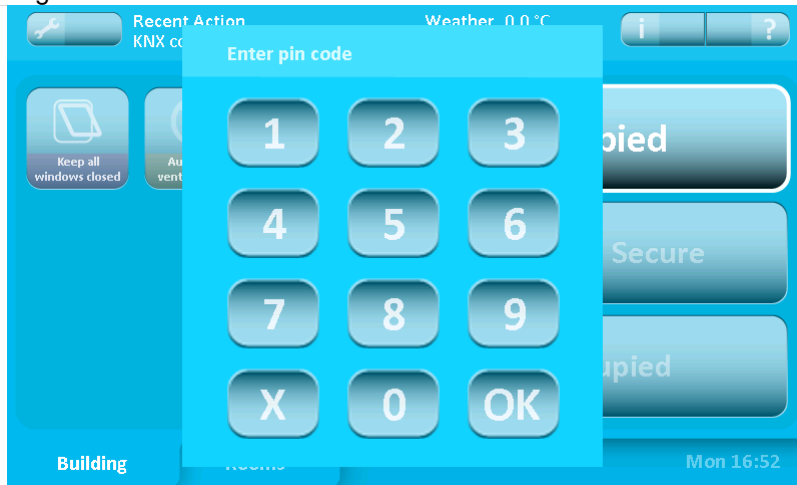 Recent Action
KNX co
Weather 0.0 °C
i
?
Enter pin code
Keep all
windows closed
Au
vent
1
2
3
4
5
6
7
8
9
X
0
OK
pied
Secure
upied
Building
Rooms
Mon 16:52